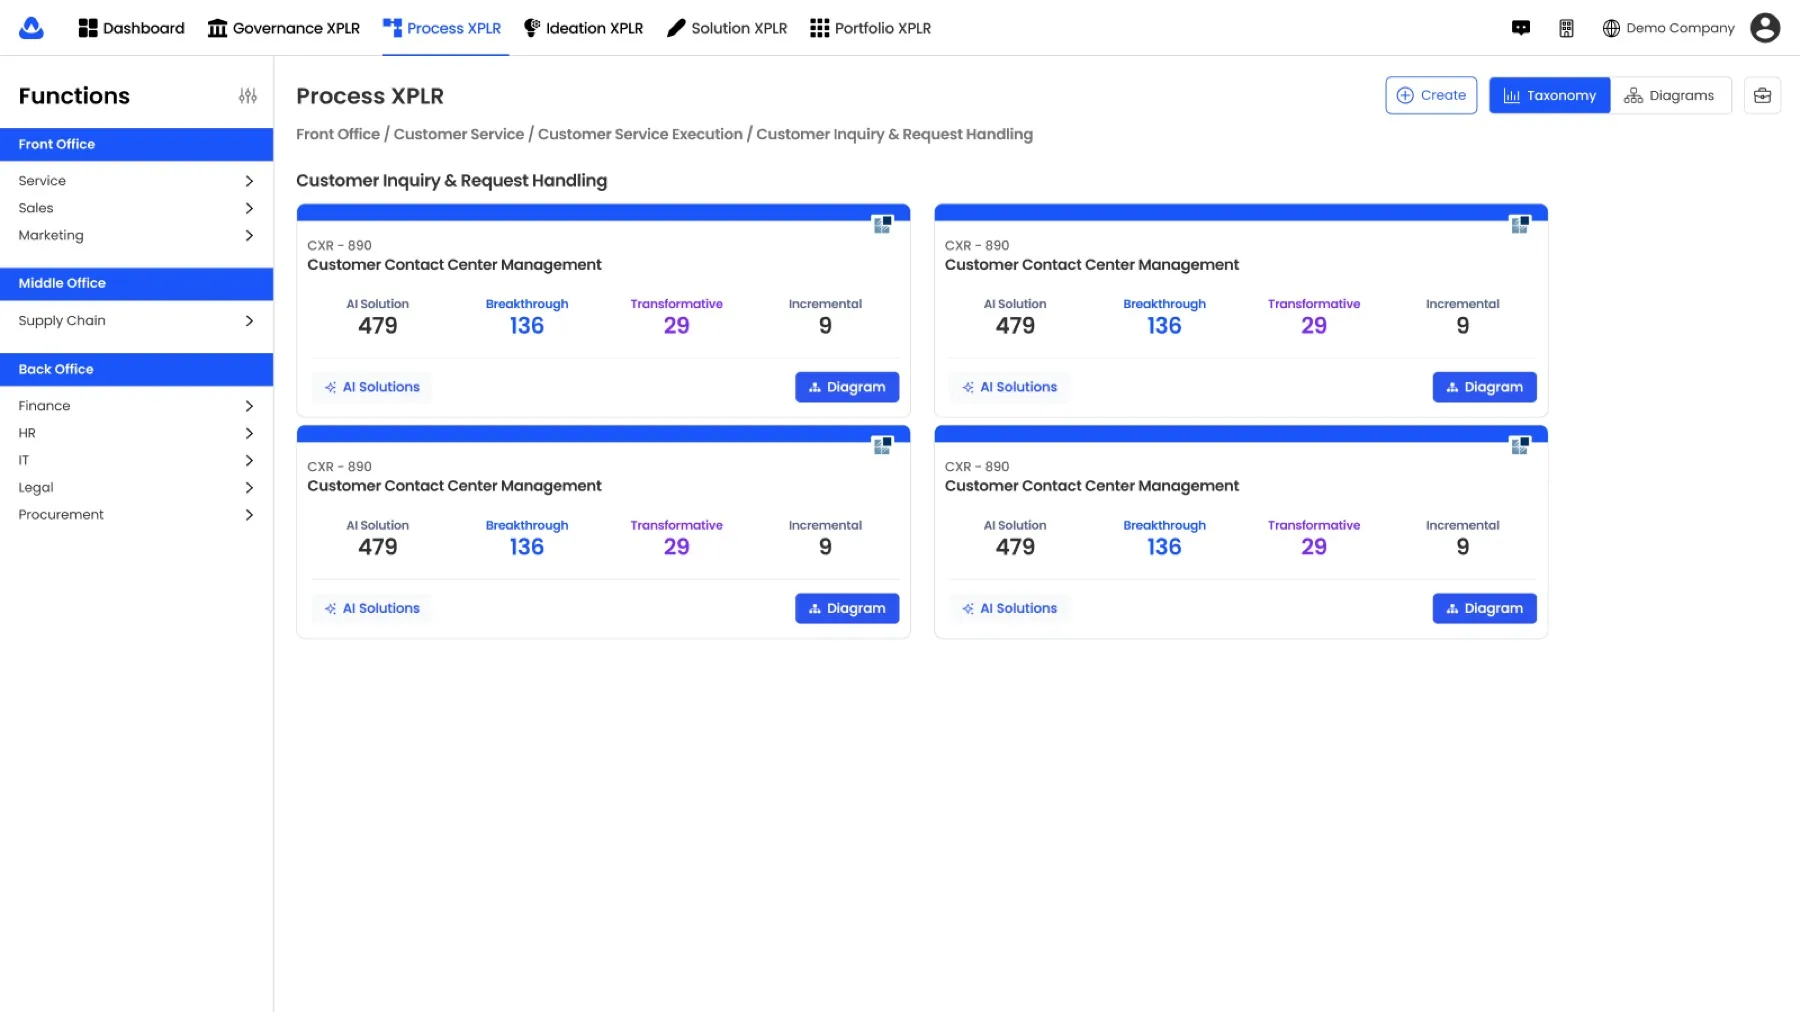 Dashboard Governance XPLR Process XPLR Ideation XPLR Solution XPLR Portfolio XPLR Demo Company
Functions
Front Office
Service
Sales
Marketing
Middle Office
Supply Chain
Back Office
Finance
HR
IT
Legal
Procurement
Process XPLR
Create Taxonomy Diagrams
Front Office / Customer Service / Customer Service Execution / Customer Inquiry & Request Handling
Customer Inquiry & Request Handling
CXR - 890
Customer Contact Center Management
AI Solution Breakthrough Transformative Incremental
479 136 29 9
AI Solutions Diagram
CXR - 890
Customer Contact Center Management
AI Solution Breakthrough Transformative Incremental
479 136 29 9
AI Solutions Diagram
CXR - 890
Customer Contact Center Management
AI Solution Breakthrough Transformative Incremental
479 136 29 9
AI Solutions Diagram
CXR - 890
Customer Contact Center Management
AI Solution Breakthrough Transformative Incremental
479 136 29 9
AI Solutions Diagram